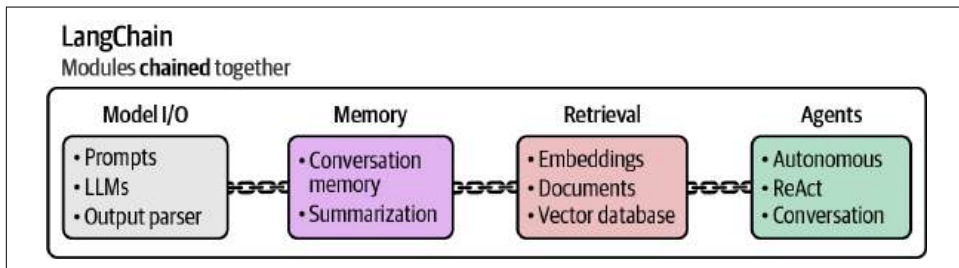 LangChain
Modules chained together
Model I/O
• Prompts
• LLMs
• Output parser
Memory
• Conversation
memory
• Summarization
Retrieval
• Embeddings
• Documents
• Vector database
Agents
• Autonomous
• ReAct
• Conversation